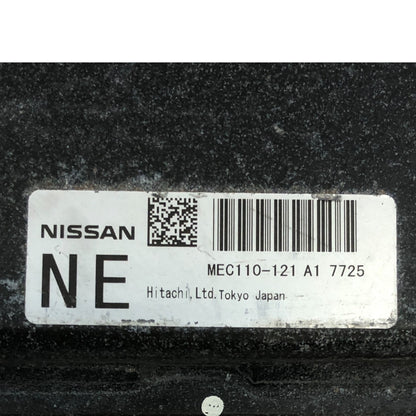 NISSAN
NE
MEC110-121 A1 7725
Hitachi,Ltd.Tokyo Japan